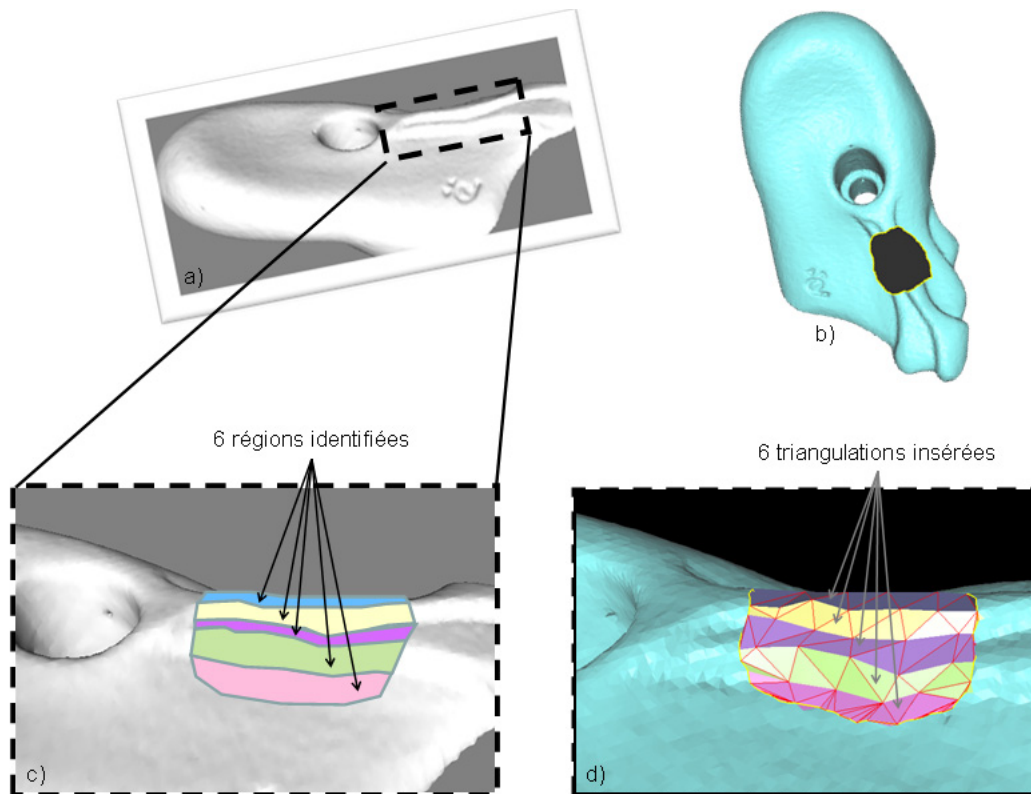 a)
b)
6 régions identifiées
6 triangulations insérées
c)
d)